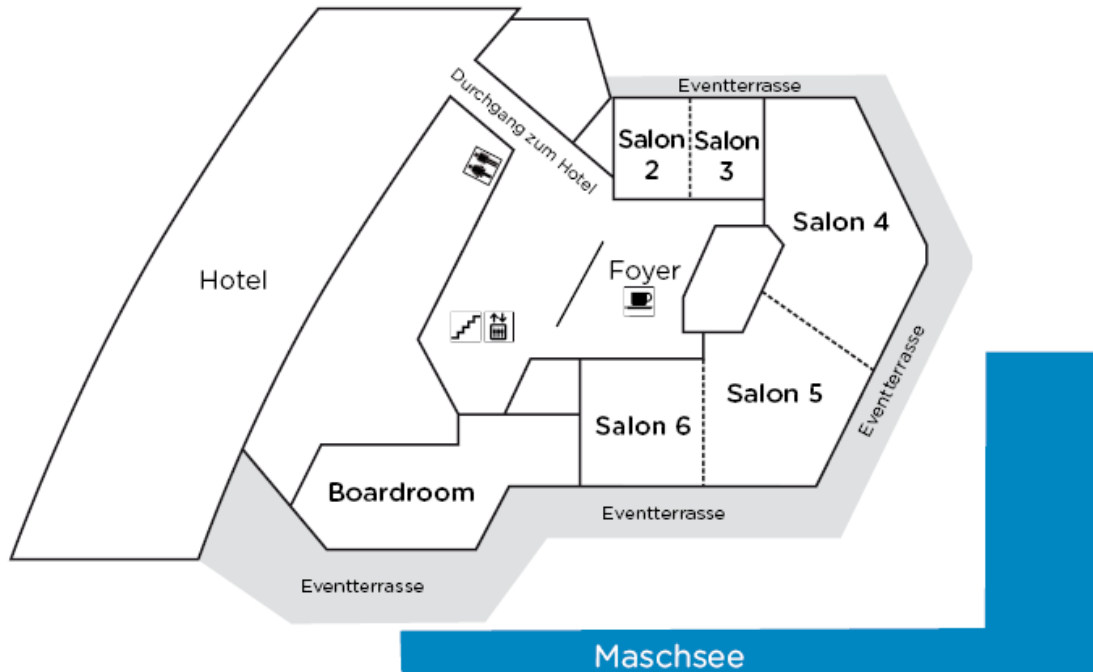 Eventterrasse
Durchgang zum Hotel
Salon
2
Salon
3
Salon 4
Hotel
Foyer
Eventterrasse
Salon 5
Salon 6
Boardroom
Eventterrasse
Eventterrasse
Maschsee